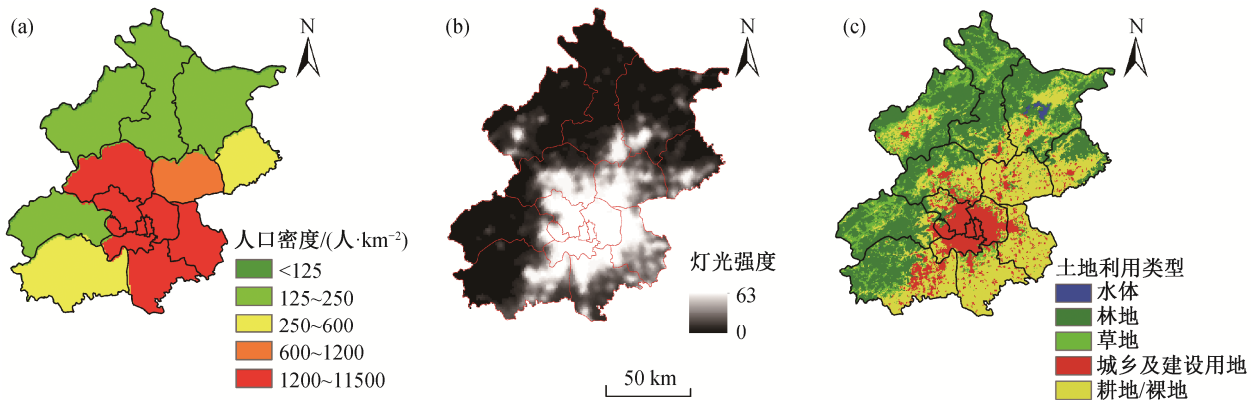 (a)
N
人口密度/(人·km⁻²)
<125
125~250
250~600
600~1200
1200~11500
(b)
N
灯光强度
63
0
50 km
(c)
N
土地利用类型
水体
林地
草地
城乡及建设用地
耕地/裸地